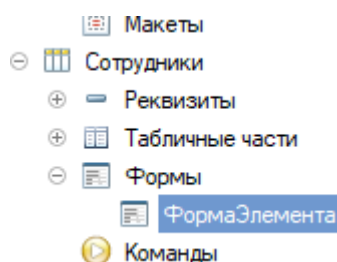 Макеты
Сотрудники
Реквизиты
Табличные части
Формы
ФормаЭлемента
Команды